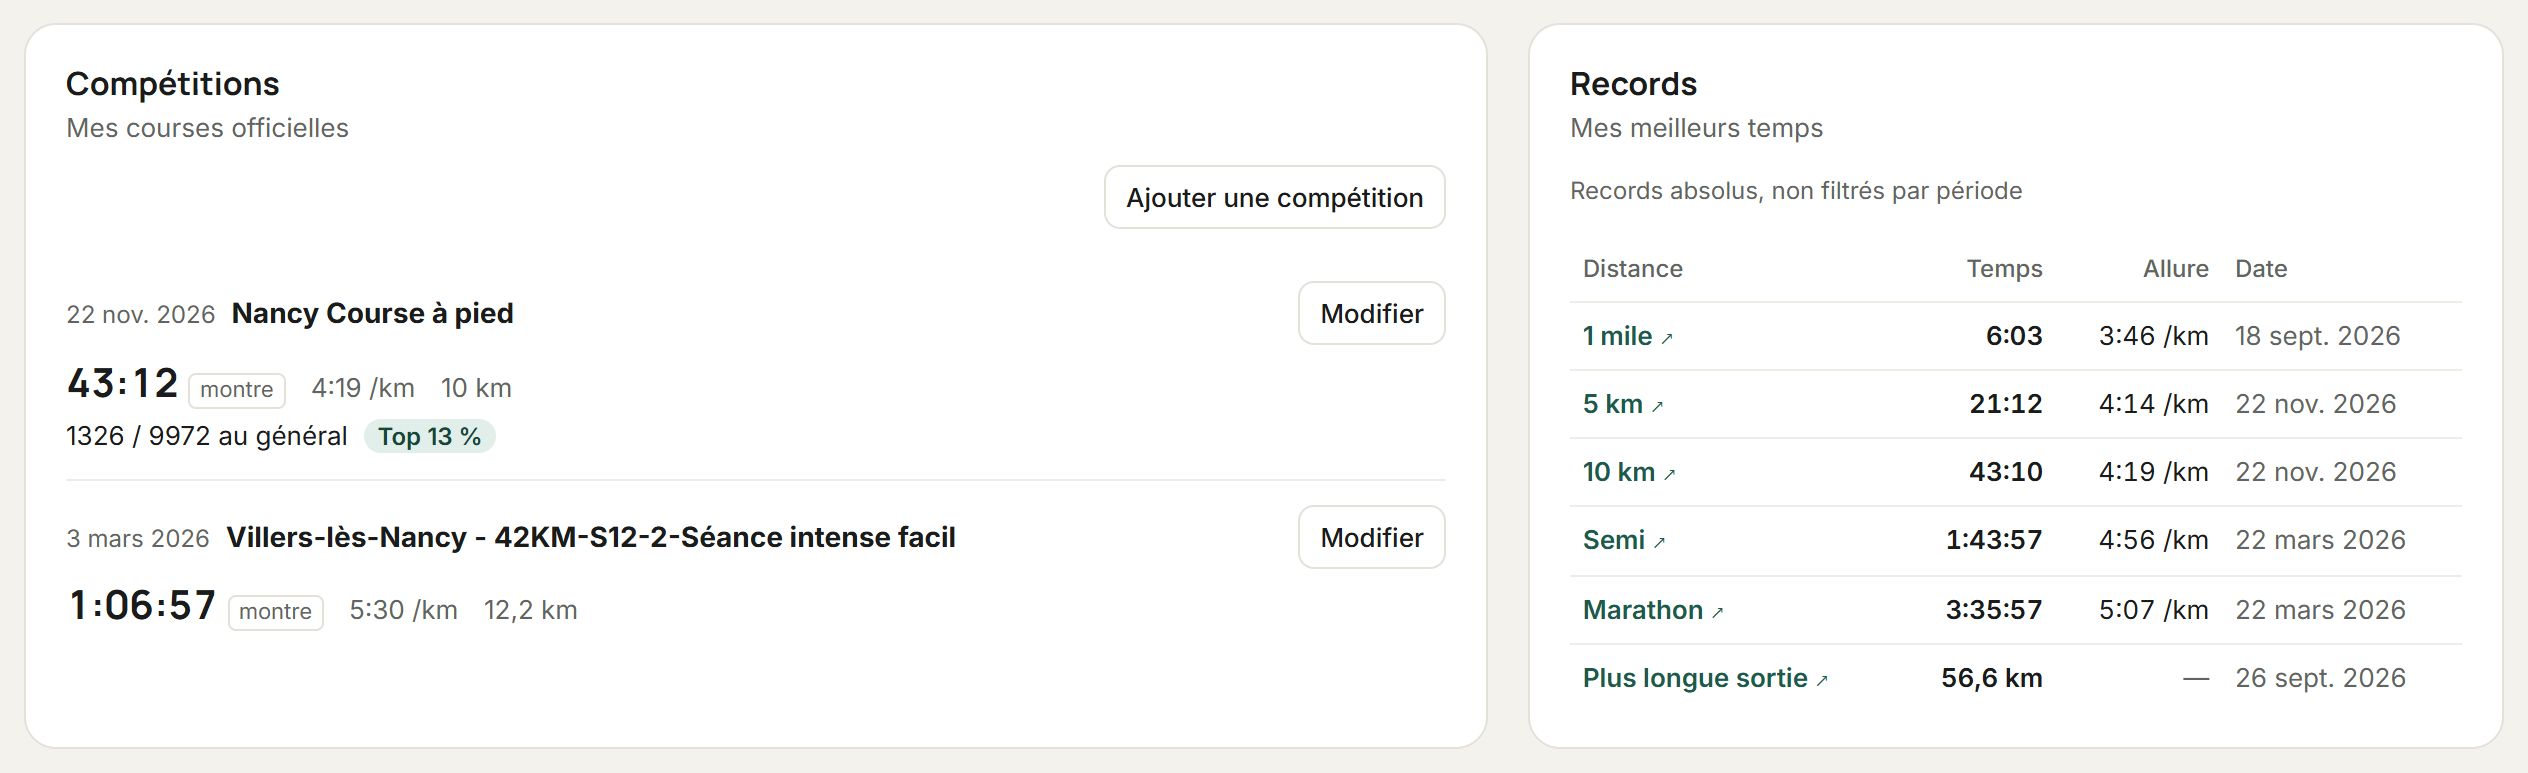 Compétitions
Mes courses officielles
Ajouter une compétition
22 nov. 2026 Nancy Course à pied Modifier
43:12 montre 4:19 /km 10 km
1326 / 9972 au général Top 13 %
3 mars 2026 Villers-lès-Nancy - 42KM-S12-2-Séance intense facil Modifier
1:06:57 montre 5:30 /km 12,2 km
Records
Mes meilleurs temps
Records absolus, non filtrés par période
Distance Temps Allure Date
1 mile ↗ 6:03 3:46 /km 18 sept. 2026
5 km ↗ 21:12 4:14 /km 22 nov. 2026
10 km ↗ 43:10 4:19 /km 22 nov. 2026
Semi ↗ 1:43:57 4:56 /km 22 mars 2026
Marathon ↗ 3:35:57 5:07 /km 22 mars 2026
Plus longue sortie ↗ 56,6 km — 26 sept. 2026